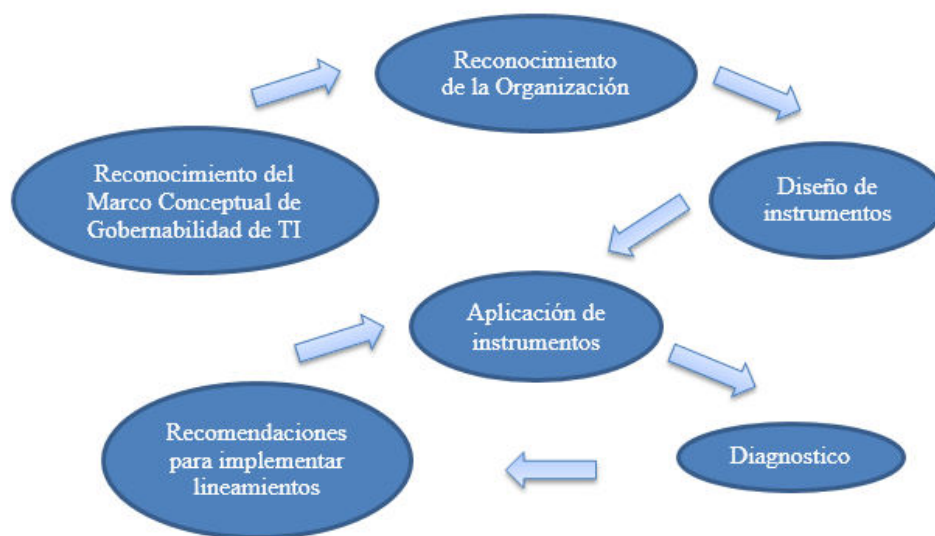 Reconocimiento
de la Organización
Reconocimiento del
Marco Conceptual de
Gobernabilidad de TI
Diseño de
instrumentos
Aplicación de
instrumentos
Recomendaciones
para implementar
lineamientos
Diagnostico